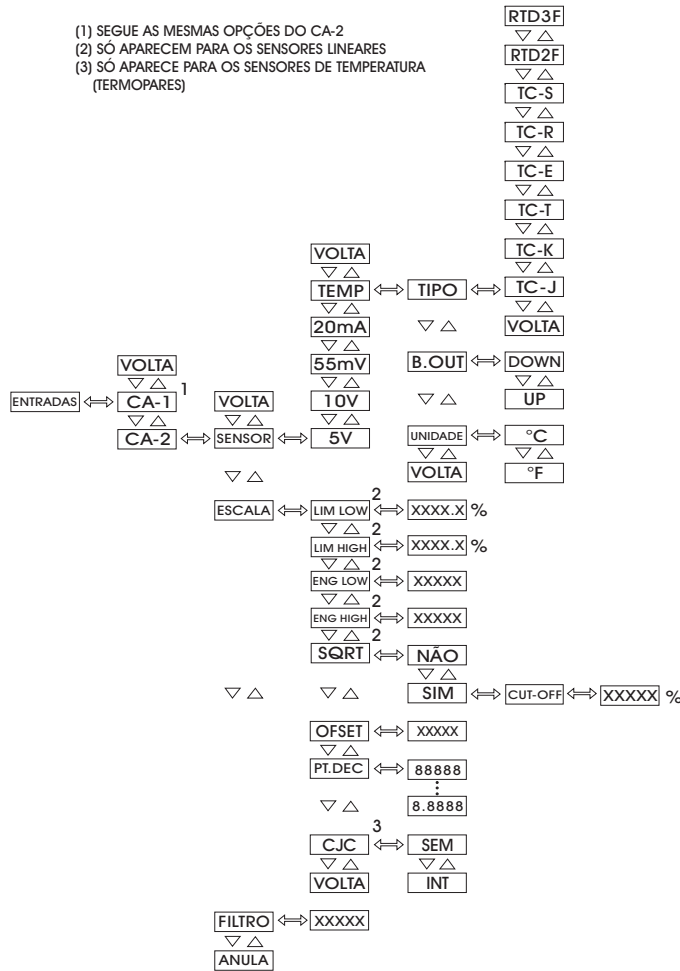 (1) SEGUE AS MESMAS OPÇÕES DO CA-2
(2) SÓ APARECEM PARA OS SENSORES LINEARES
(3) SÓ APARECE PARA OS SENSORES DE TEMPERATURA
(TERMOPARES)
RTD3F
RTD2F
TC-S
TC-R
TC-E
TC-T
TC-K
VOLTA
TEMP TIPO TC-J
20mA VOLTA
55mV B.OUT DOWN
VOLTA
ENTRADAS CA-1 1 VOLTA 10V UP
CA-2 SENSOR 5V UNIDADE °C
VOLTA °F
ESCALA LIM LOW 2 XXXX.X %
LIM HIGH 2 XXXX.X %
ENG LOW 2 XXXXX
ENG HIGH 2 XXXXX
SQRT 2 NÃO
SIM CUT-OFF XXXXX %
OFSET XXXXX
PT.DEC 88888
8.8888
CJC 3 SEM
VOLTA INT
FILTRO XXXXX
ANULA